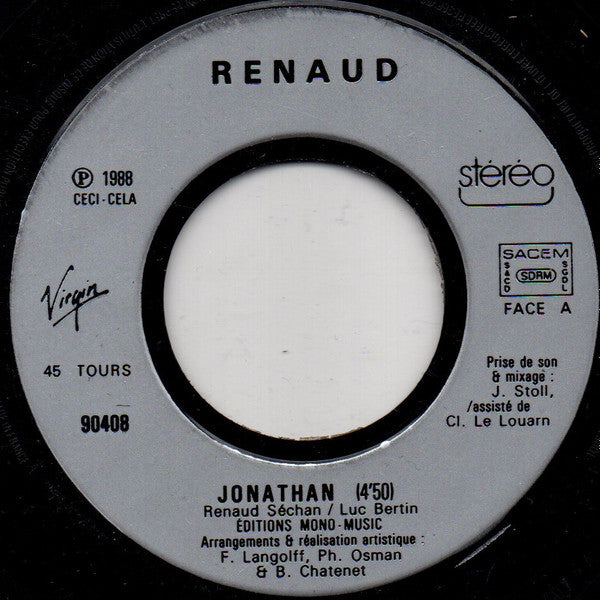 RENAUD
℗ 1988
CECI-CELA
stéréo
SACEM
SACD
SDRM
SGDL
FACE A
Virgin
45 TOURS
90408
Prise de son
& mixage :
J. Stoll,
/assisté de
Cl. Le Louarn
JONATHAN (4'50)
Renaud Séchan / Luc Bertin
ÉDITIONS MONO-MUSIC
Arrangements & réalisation artistique :
F. Langolff, Ph. Osman
& B. Chatenet